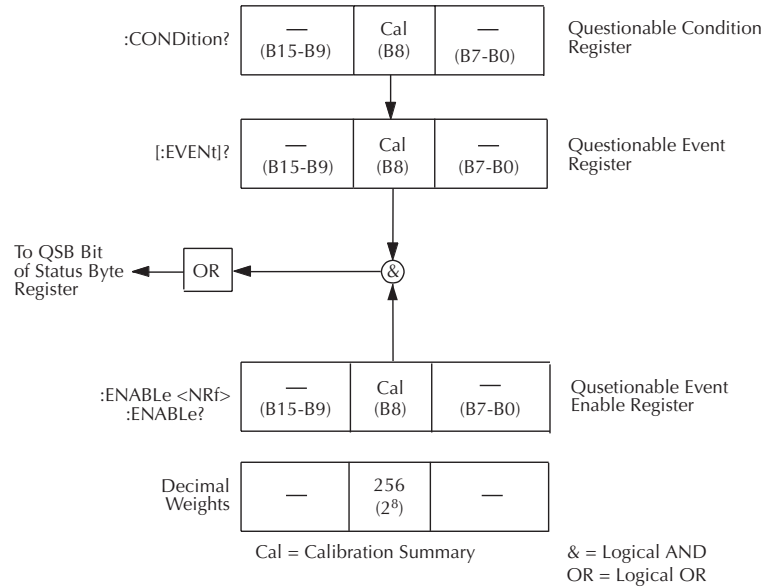 :CONDition?
—
(B15-B9)
Cal
(B8)
—
(B7-B0)
Questionable Condition
Register
[:EVENt]?
—
(B15-B9)
Cal
(B8)
—
(B7-B0)
Questionable Event
Register
To QSB Bit
of Status Byte
Register
OR
&
:ENABLe <NRf>
:ENABLe?
—
(B15-B9)
Cal
(B8)
—
(B7-B0)
Qusetionable Event
Enable Register
Decimal
Weights
—
256
(2⁸)
—
Cal = Calibration Summary
& = Logical AND
OR = Logical OR